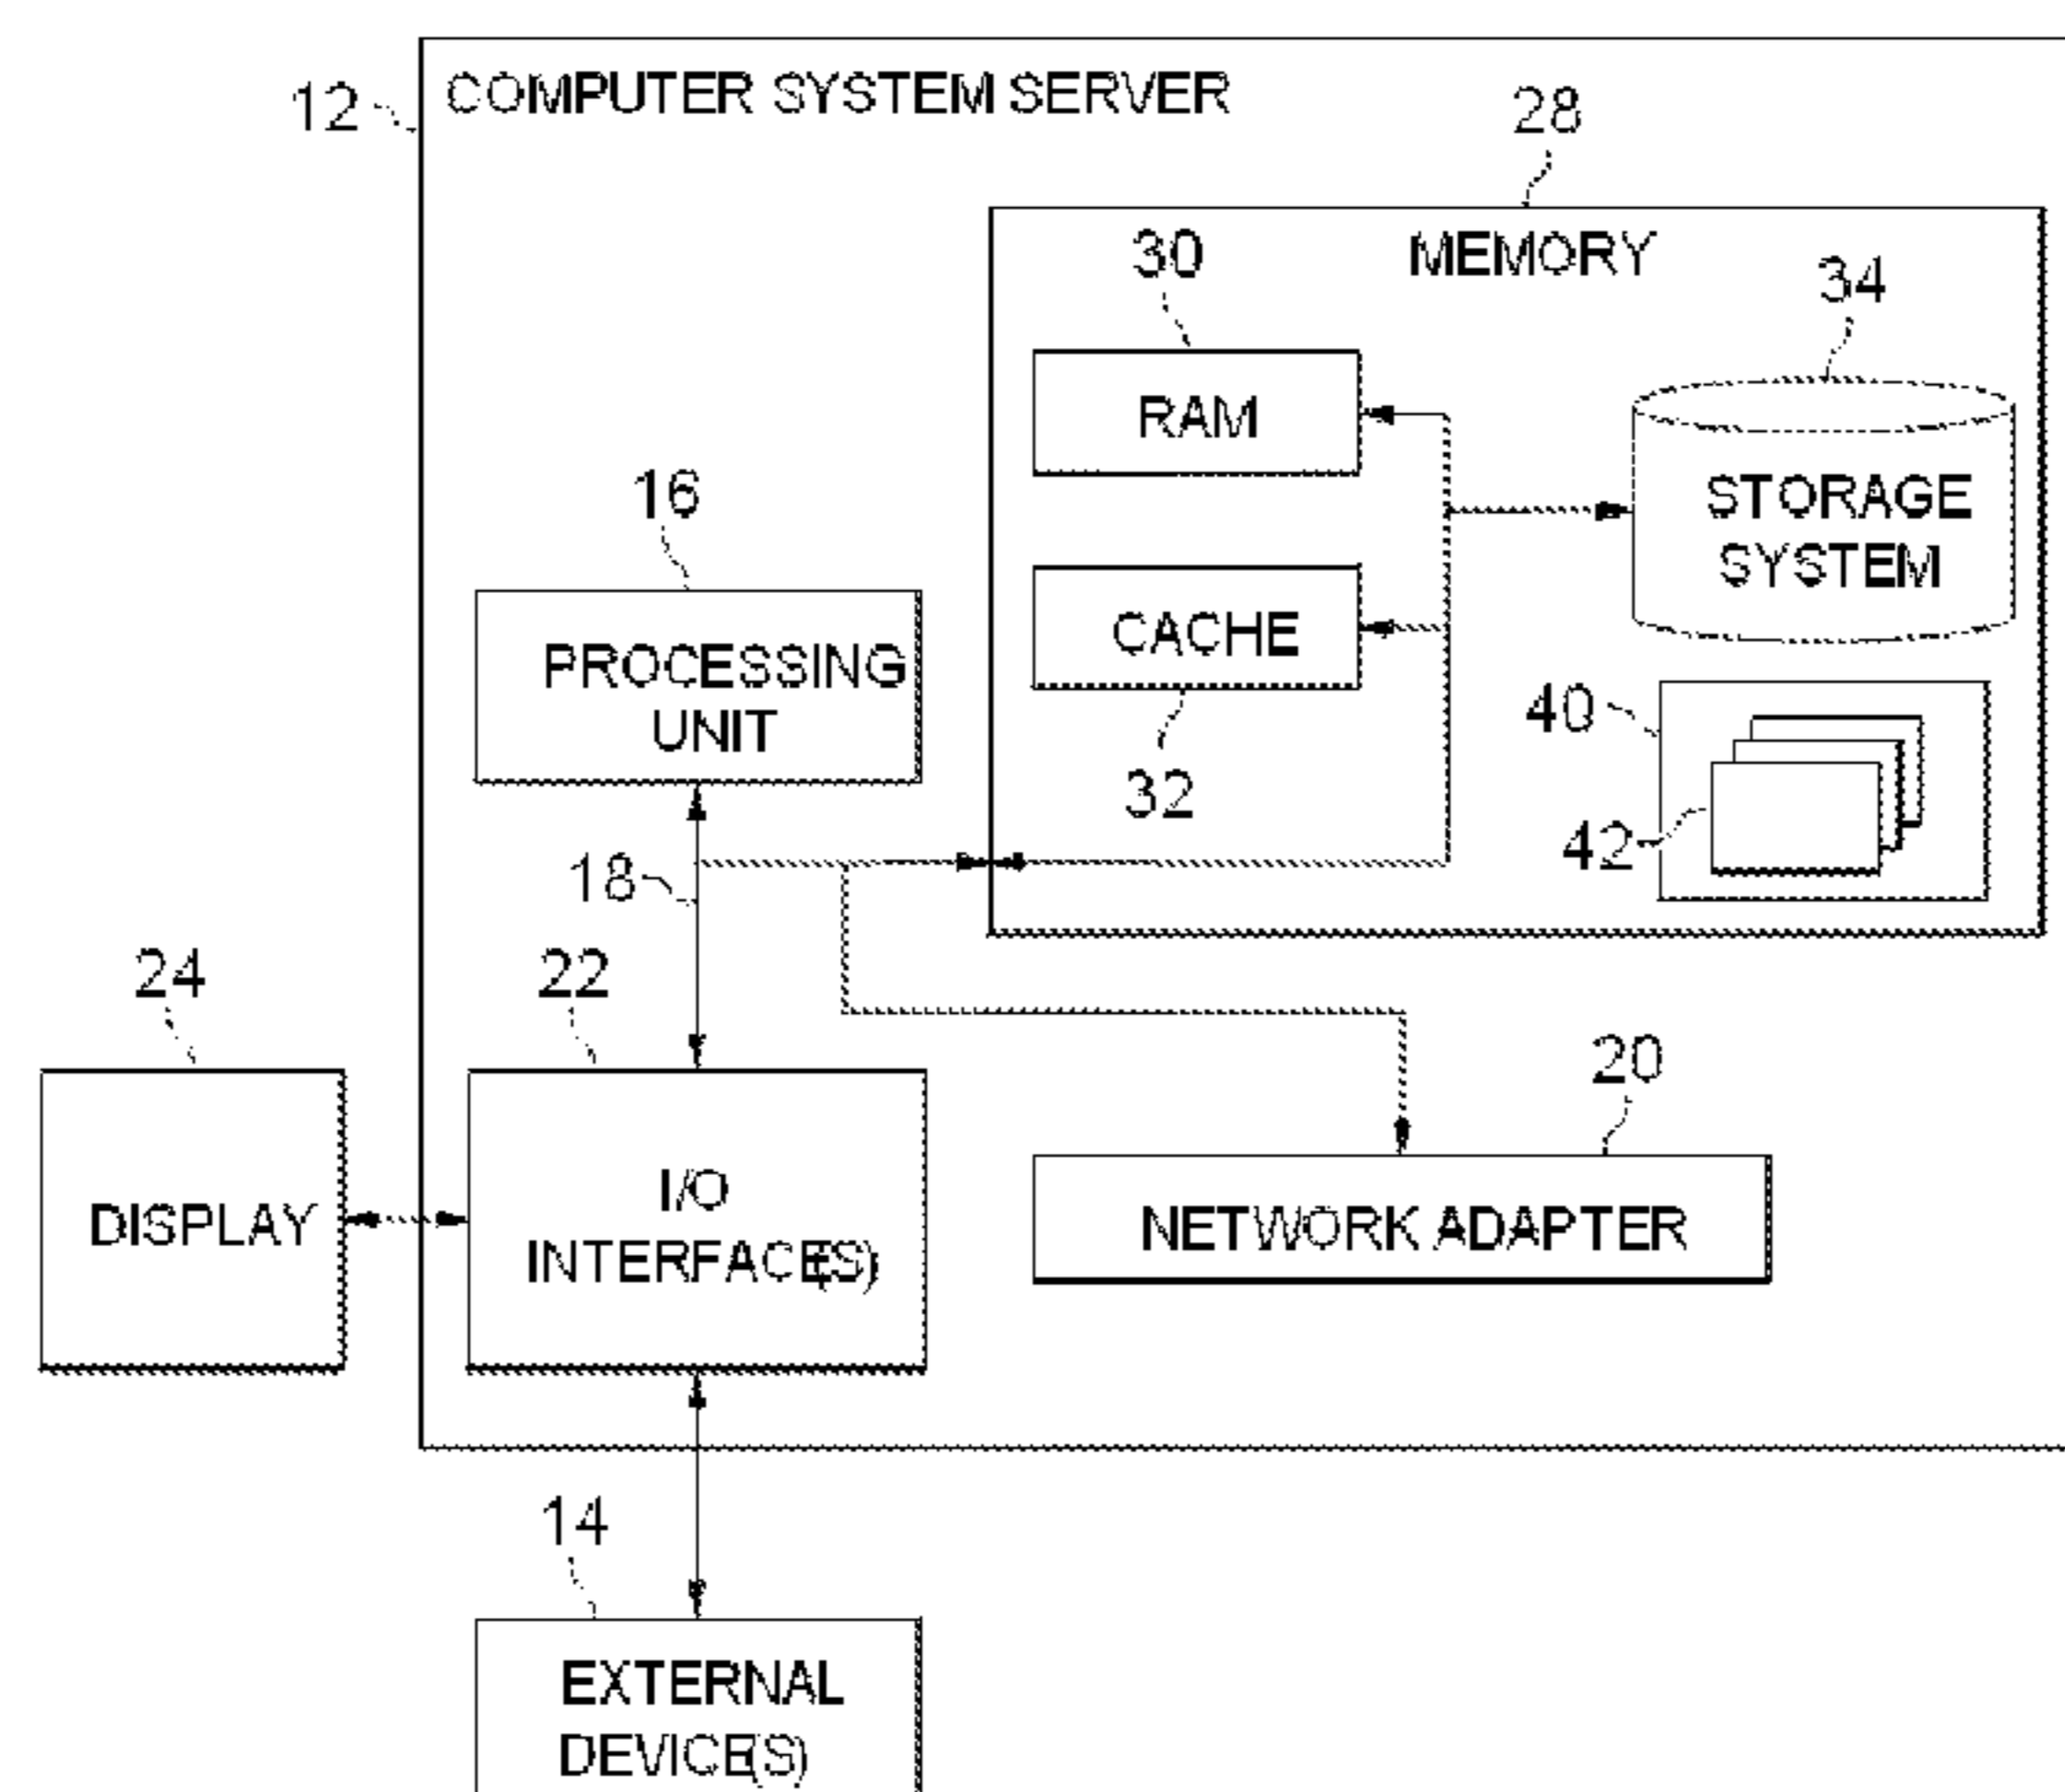 12
COMPUTER SYSTEM SERVER
28
MEMORY
30
34
RAM
STORAGE
SYSTEM
16
PROCESSING
UNIT
CACHE
32
40
42
18
24
22
20
DISPLAY
I/O
INTERFACE(S)
NETWORK ADAPTER
14
EXTERNAL
DEVICE(S)